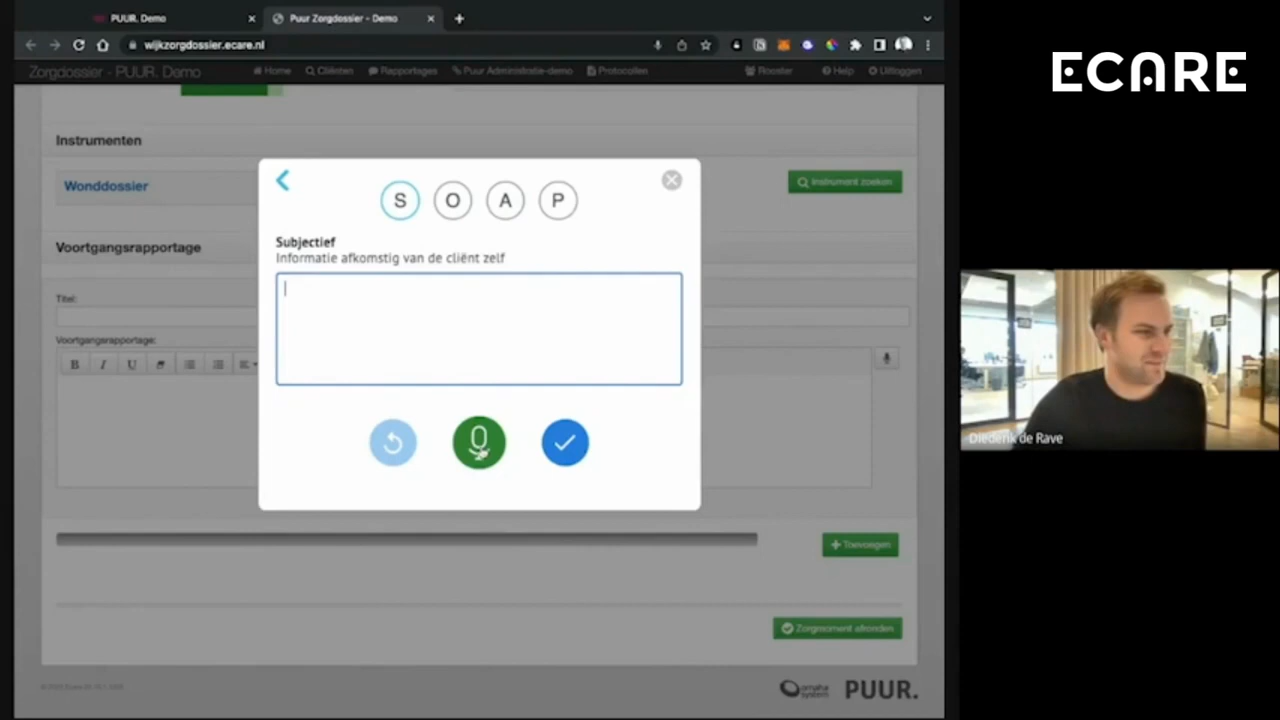 PUUR. Demo
Puur Zorgdossier - Demo
wijkzorgdossier.ecare.nl
ECARE
Zorgdossier - PUUR. Demo
Home
Cliënten
Rapportages
Puur Administratie-demo
Protocollen
Rooster
Help
Uitloggen
Instrumenten
Wonddossier
Instrument zoeken
S O A P
Subjectief
Informatie afkomstig van de cliënt zelf
Voortgangsrapportage
Titel:
Voortgangsrapportage:
B I U
Diederik de Rave
Toevoegen
Zorgmoment afronden
omaha system
PUUR.